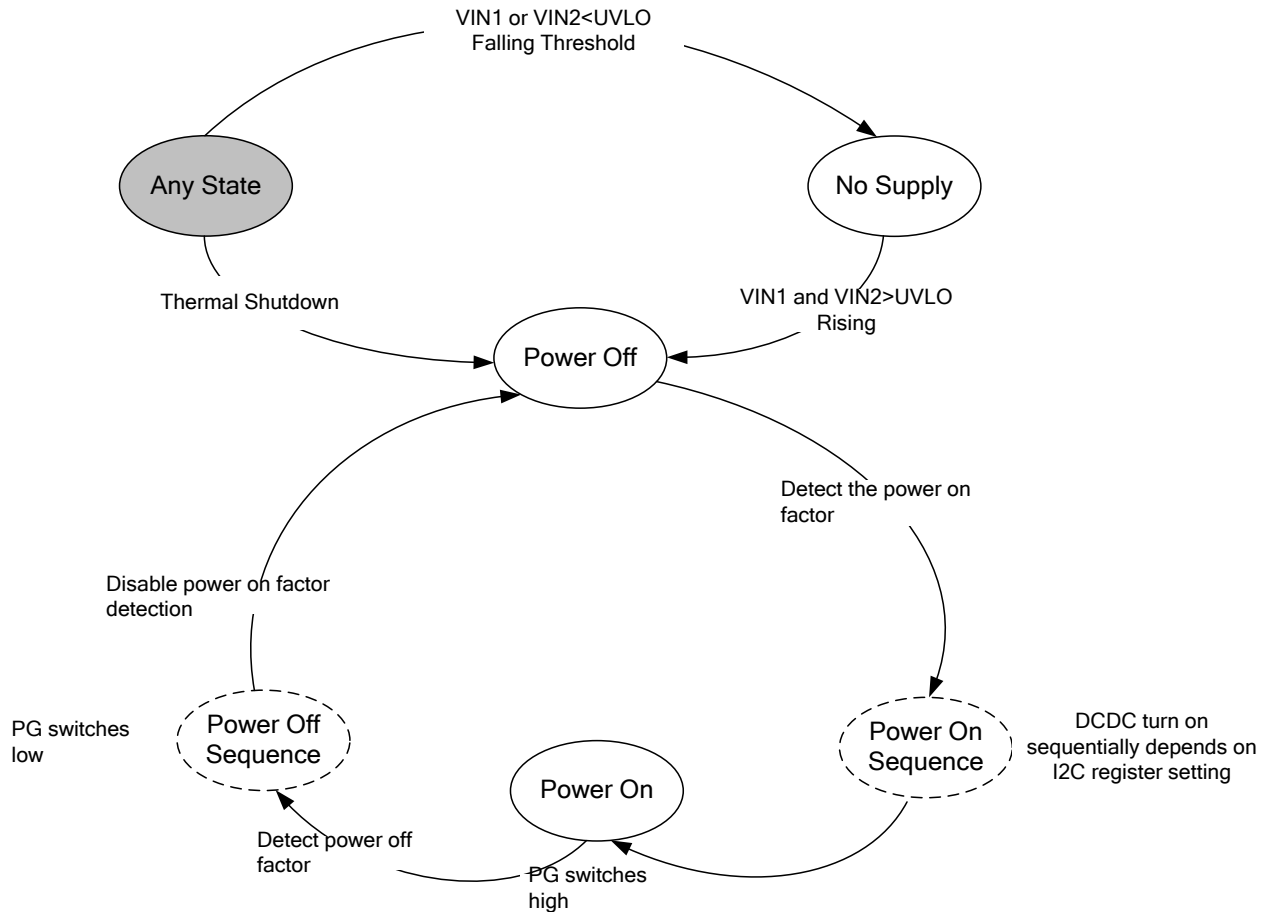 VIN1 or VIN2<UVLO
Falling Threshold
Any State
No Supply
Thermal Shutdown
VIN1 and VIN2>UVLO
Rising
Power Off
Detect the power on
factor
Disable power on factor
detection
PG switches
low
Power Off
Sequence
Power On
Sequence
DCDC turn on
sequentially depends on
I2C register setting
Power On
Detect power off
factor
PG switches
high